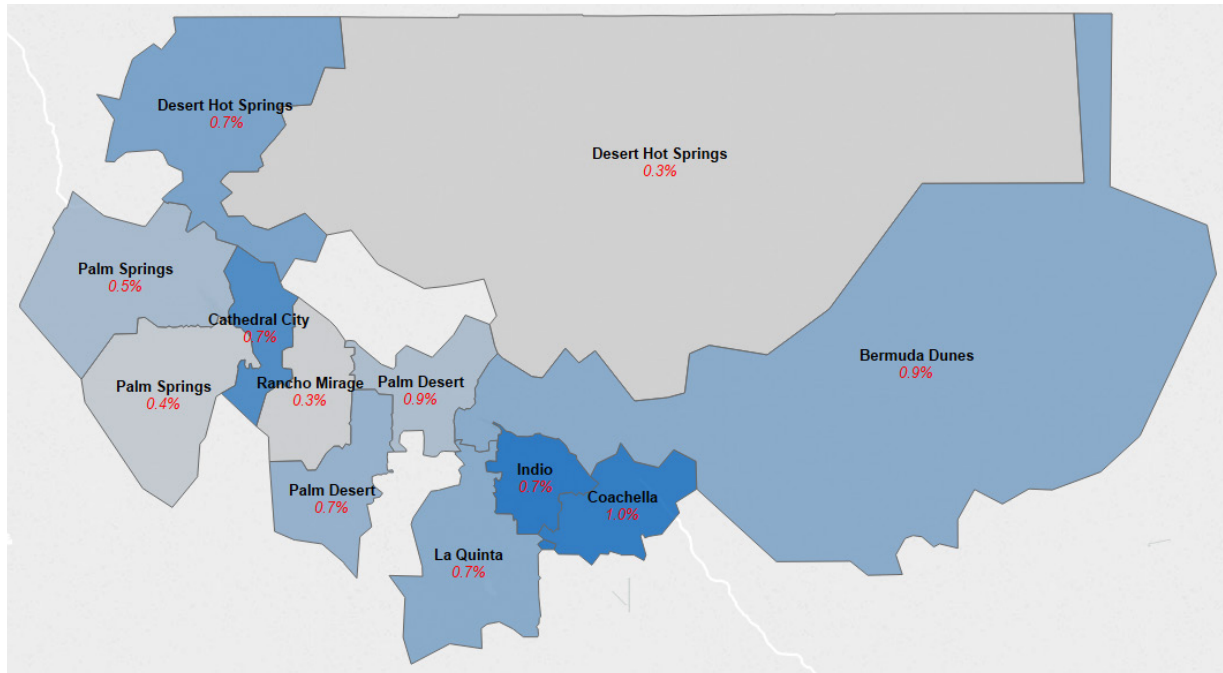 Desert Hot Springs
0.7%
Desert Hot Springs
0.3%
Palm Springs
0.5%
Cathedral City
0.7%
Bermuda Dunes
0.9%
Palm Springs
0.4%
Rancho Mirage
0.3%
Palm Desert
0.9%
Indio
0.7%
Palm Desert
0.7%
Coachella
1.0%
La Quinta
0.7%